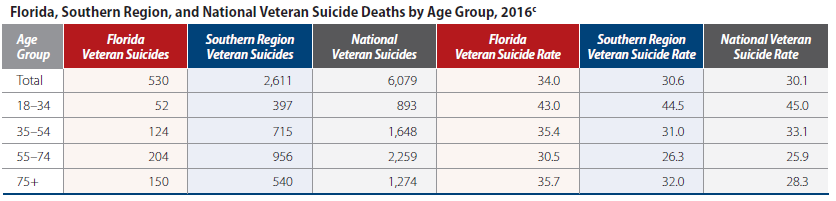 Florida, Southern Region, and National Veteran Suicide Deaths by Age Group, 2016c
Age Group Florida Veteran Suicides Southern Region Veteran Suicides National Veteran Suicides Florida Veteran Suicide Rate Southern Region Veteran Suicide Rate National Veteran Suicide Rate
Total 530 2,611 6,079 34.0 30.6 30.1
18–34 52 397 893 43.0 44.5 45.0
35–54 124 715 1,648 35.4 31.0 33.1
55–74 204 956 2,259 30.5 26.3 25.9
75+ 150 540 1,274 35.7 32.0 28.3